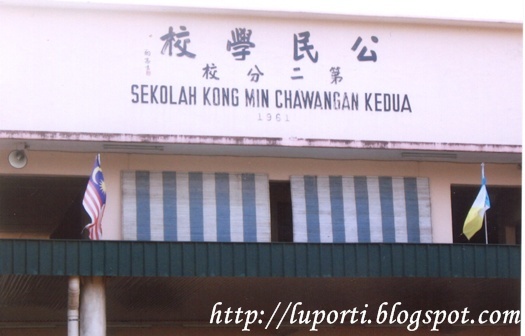 公民學校
第二分校
SEKOLAH KONG MIN CHAWANGAN KEDUA
1961
http://luporti.blogspot.com